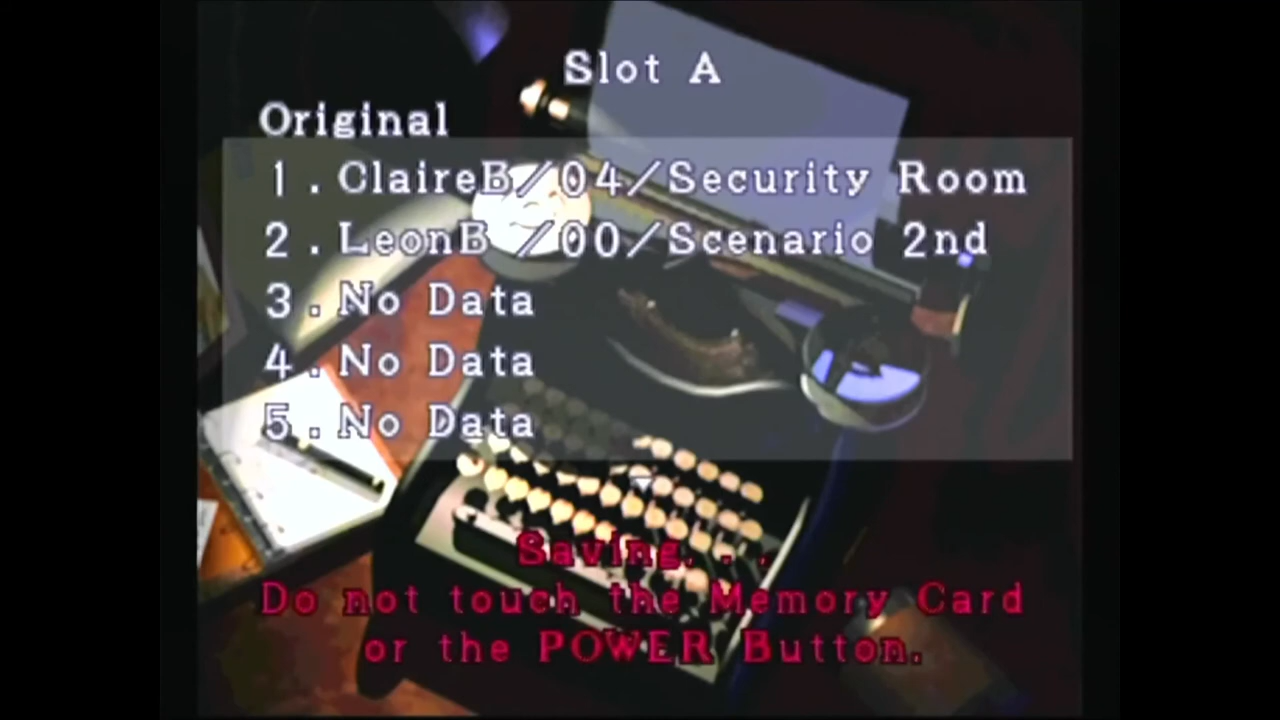 Slot A
Original
1.ClaireB/04/Security Room
2.LeonB /00/Scenario 2nd
3.No Data
4.No Data
5.No Data
Saving...
Do not touch the Memory Card
or the POWER Button.